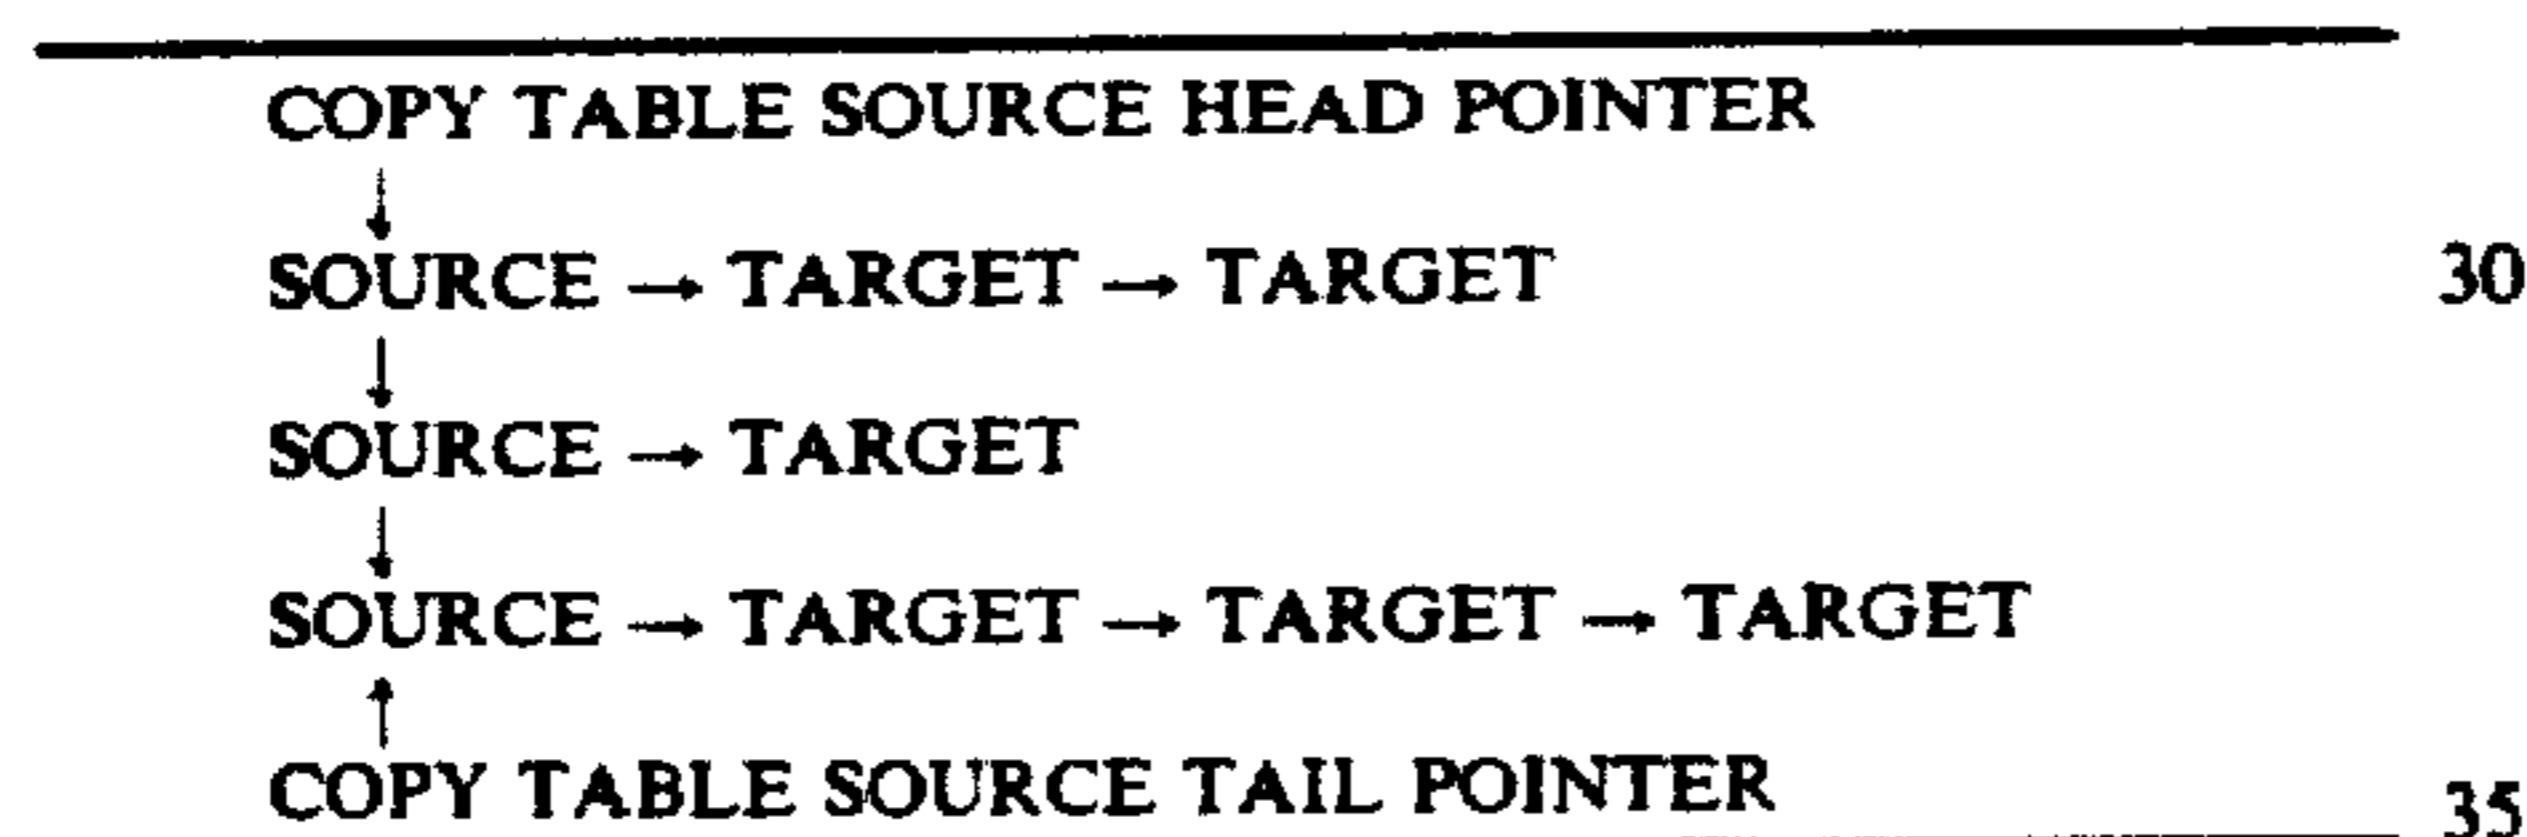 COPY TABLE SOURCE HEAD POINTER
SOURCE → TARGET → TARGET 30
SOURCE → TARGET
SOURCE → TARGET → TARGET → TARGET
COPY TABLE SOURCE TAIL POINTER 35